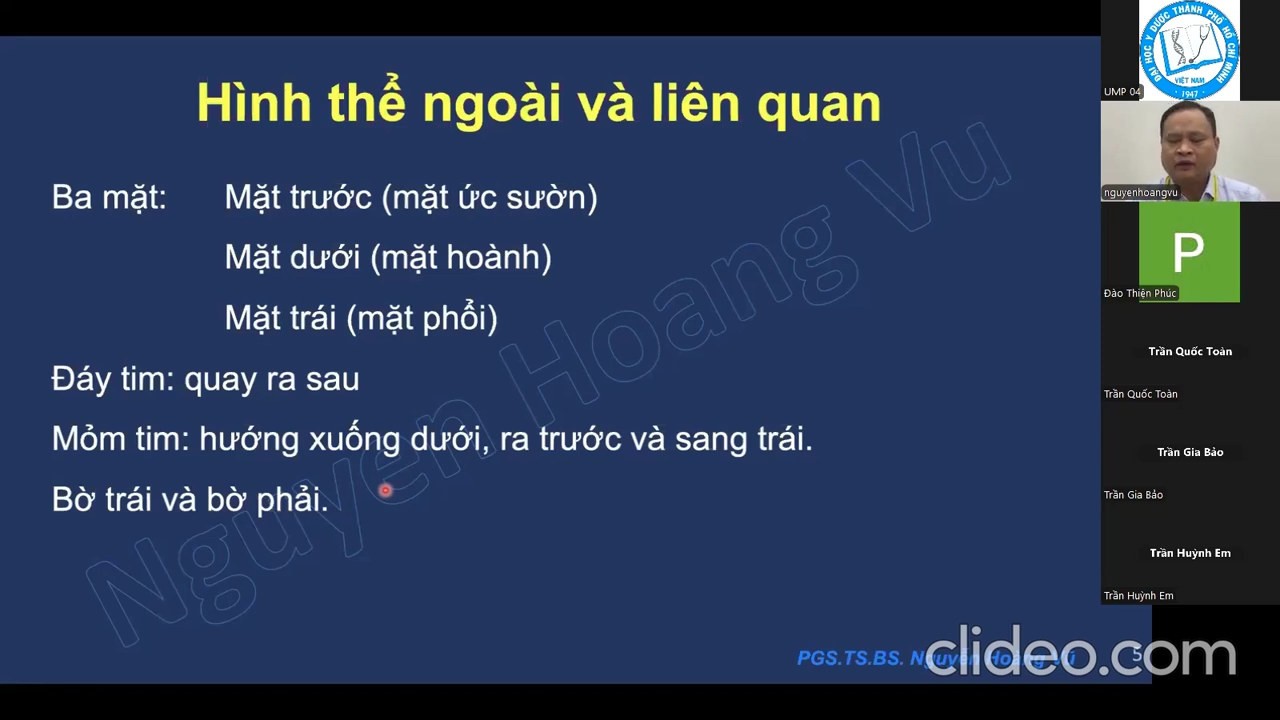 Hình thể ngoài và liên quan
Ba mặt: Mặt trước (mặt ức sườn)
Mặt dưới (mặt hoành)
Mặt trái (mặt phổi)
Đáy tim: quay ra sau
Mỏm tim: hướng xuống dưới, ra trước và sang trái.
Bờ trái và bờ phải.
Nguyen Hoang Vu
PGS.TS.BS. Nguyễn Hoàng Vũ
5
clideo.com
ĐẠI HỌC Y DƯỢC THÀNH PHỐ HỒ CHÍ MINH
VIỆT NAM
1947
UMP 04
nguyenhoangvu
P
Đào Thiện Phúc
Trần Quốc Toàn
Trần Quốc Toàn
Trần Gia Bảo
Trần Gia Bảo
Trần Huỳnh Em
Trần Huỳnh Em